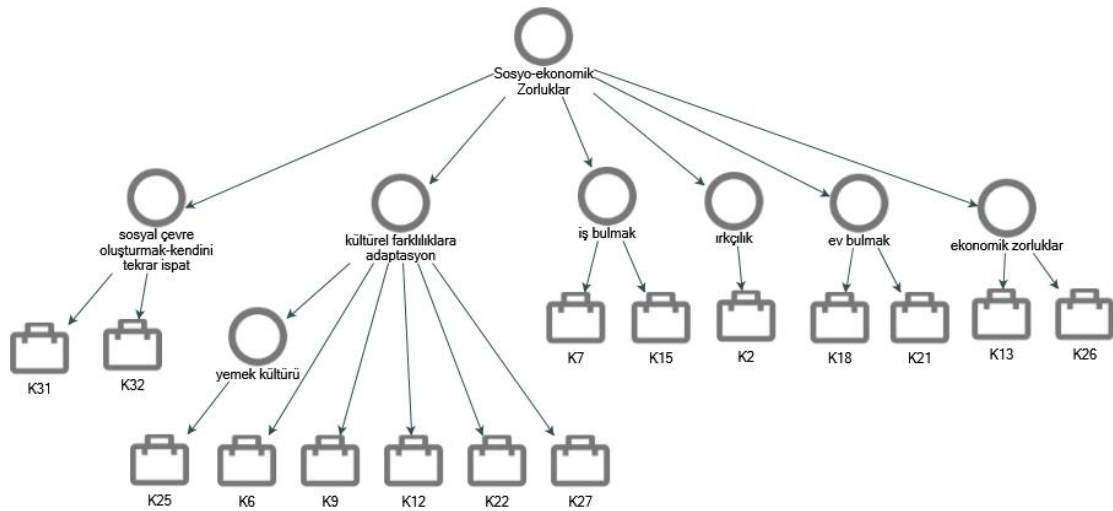 Sosyo-ekonomik
Zorluklar
sosyal çevre
oluşturmak-kendini
tekrar ispat
kültürel farklılıklara
adaptasyon
iş bulmak
ırkçılık
ev bulmak
ekonomik zorluklar
K31
K32
yemek kültürü
K7
K15
K2
K18
K21
K13
K26
K25
K6
K9
K12
K22
K27